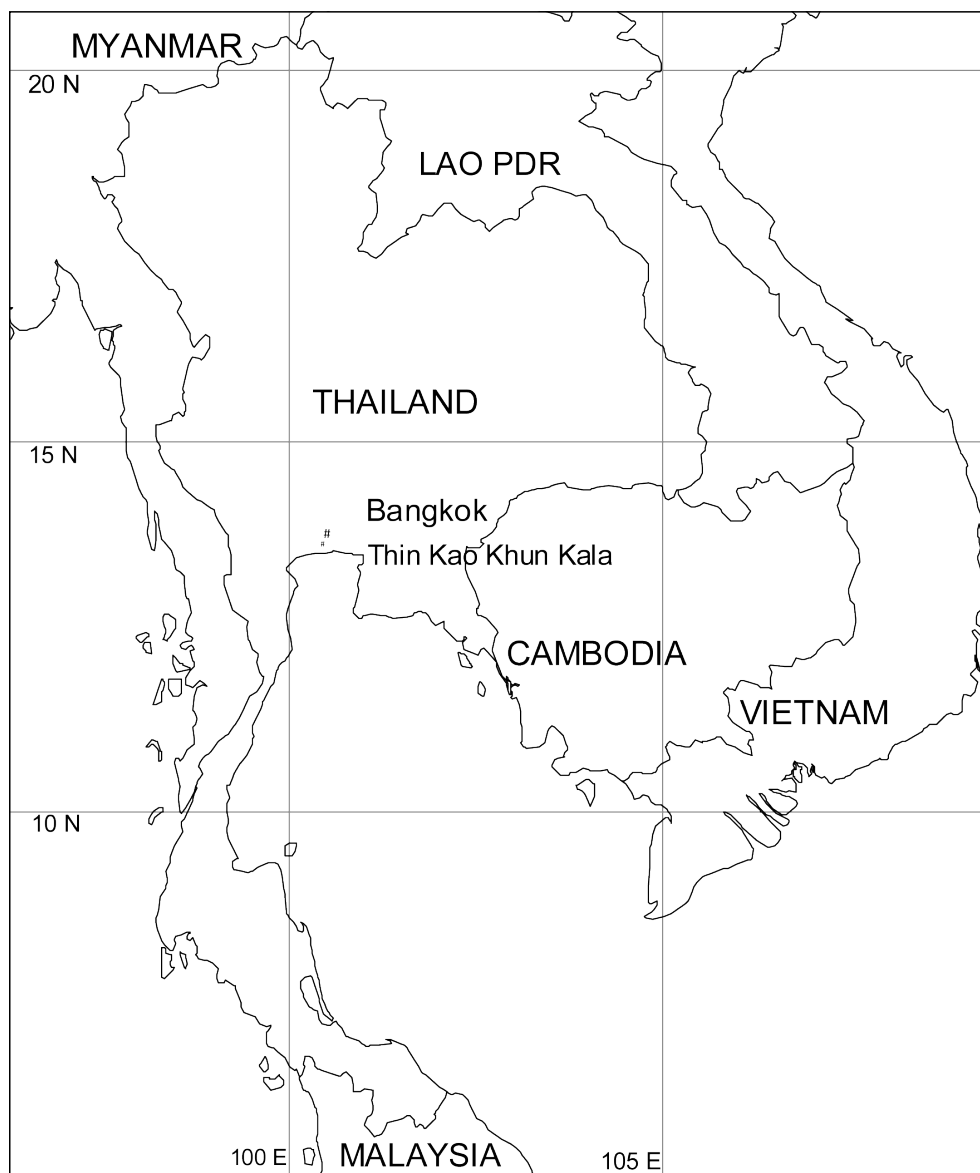 MYANMAR
20 N
LAO PDR
THAILAND
15 N
Bangkok
#
#
Thin Kao Khun Kala
CAMBODIA
VIETNAM
10 N
100 E
MALAYSIA
105 E